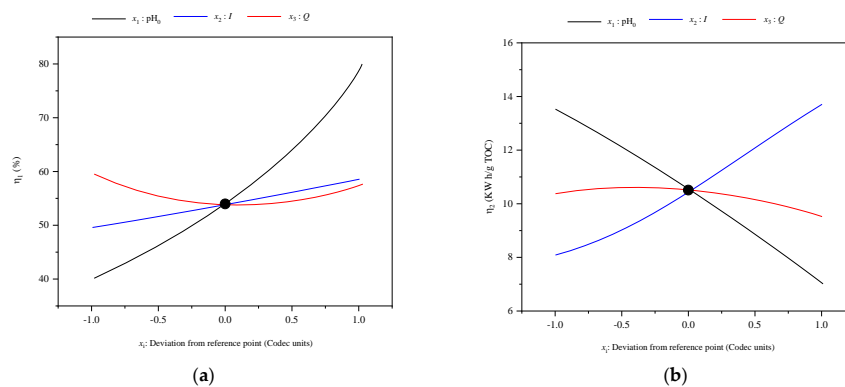 x₁ : pH₀ x₂ : I x₃ : Q
80
70
60
50
40
η₁ (%)
-1.0 -0.5 0.0 0.5 1.0
xᵢ: Deviation from reference point (Codec units)
(a)
x₁ : pH₀ x₂ : I x₃ : Q
16
14
12
10
8
6
η₂ (KW h/g TOC)
-1.0 -0.5 0.0 0.5 1.0
xᵢ: Deviation from reference point (Codec units)
(b)